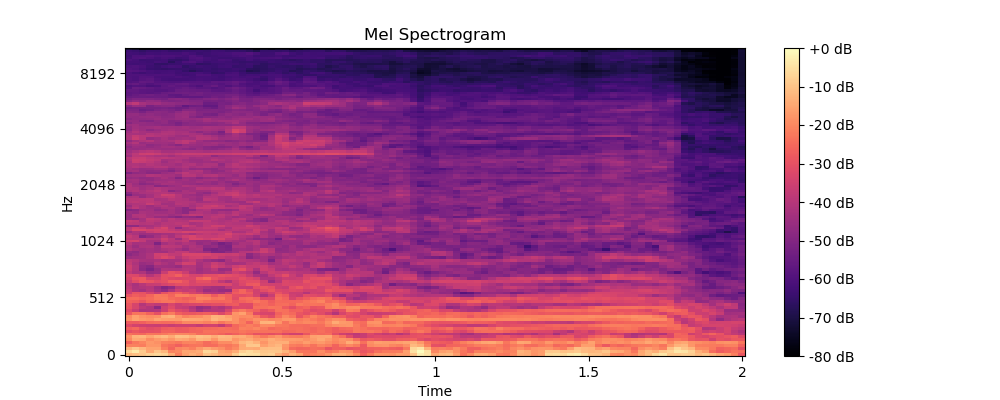 Mel Spectrogram
Hz
8192
4096
2048
1024
512
0
0 0.5 1 1.5 2
Time
+0 dB
-10 dB
-20 dB
-30 dB
-40 dB
-50 dB
-60 dB
-70 dB
-80 dB